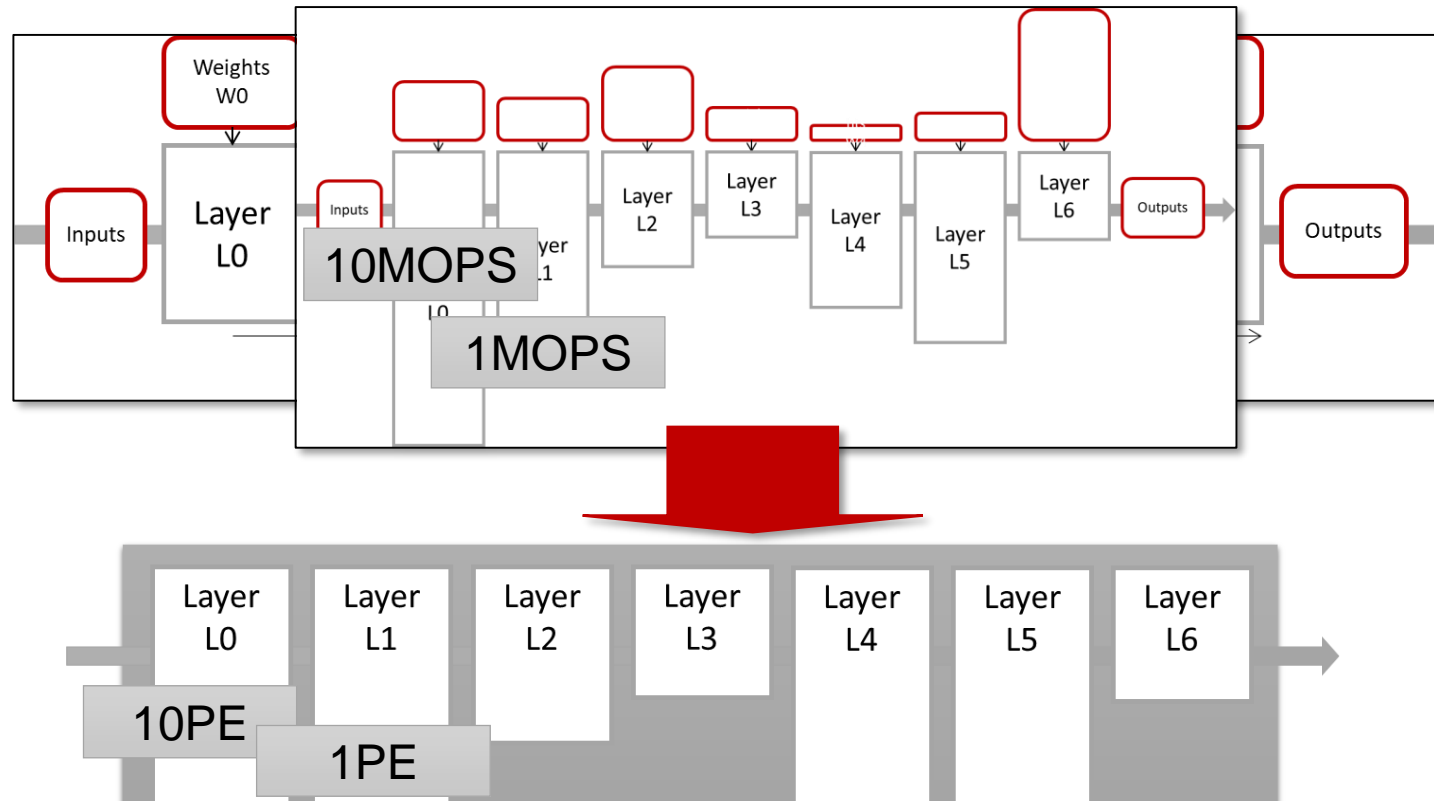 Weights
W0
Inputs
Layer
L0
Inputs
10MOPS
L0
1MOPS
Layer
L2
Layer
L3
Layer
L4
Layer
L5
Layer
L6
Outputs
Outputs
Layer
L0
Layer
L1
Layer
L2
Layer
L3
Layer
L4
Layer
L5
Layer
L6
10PE
1PE